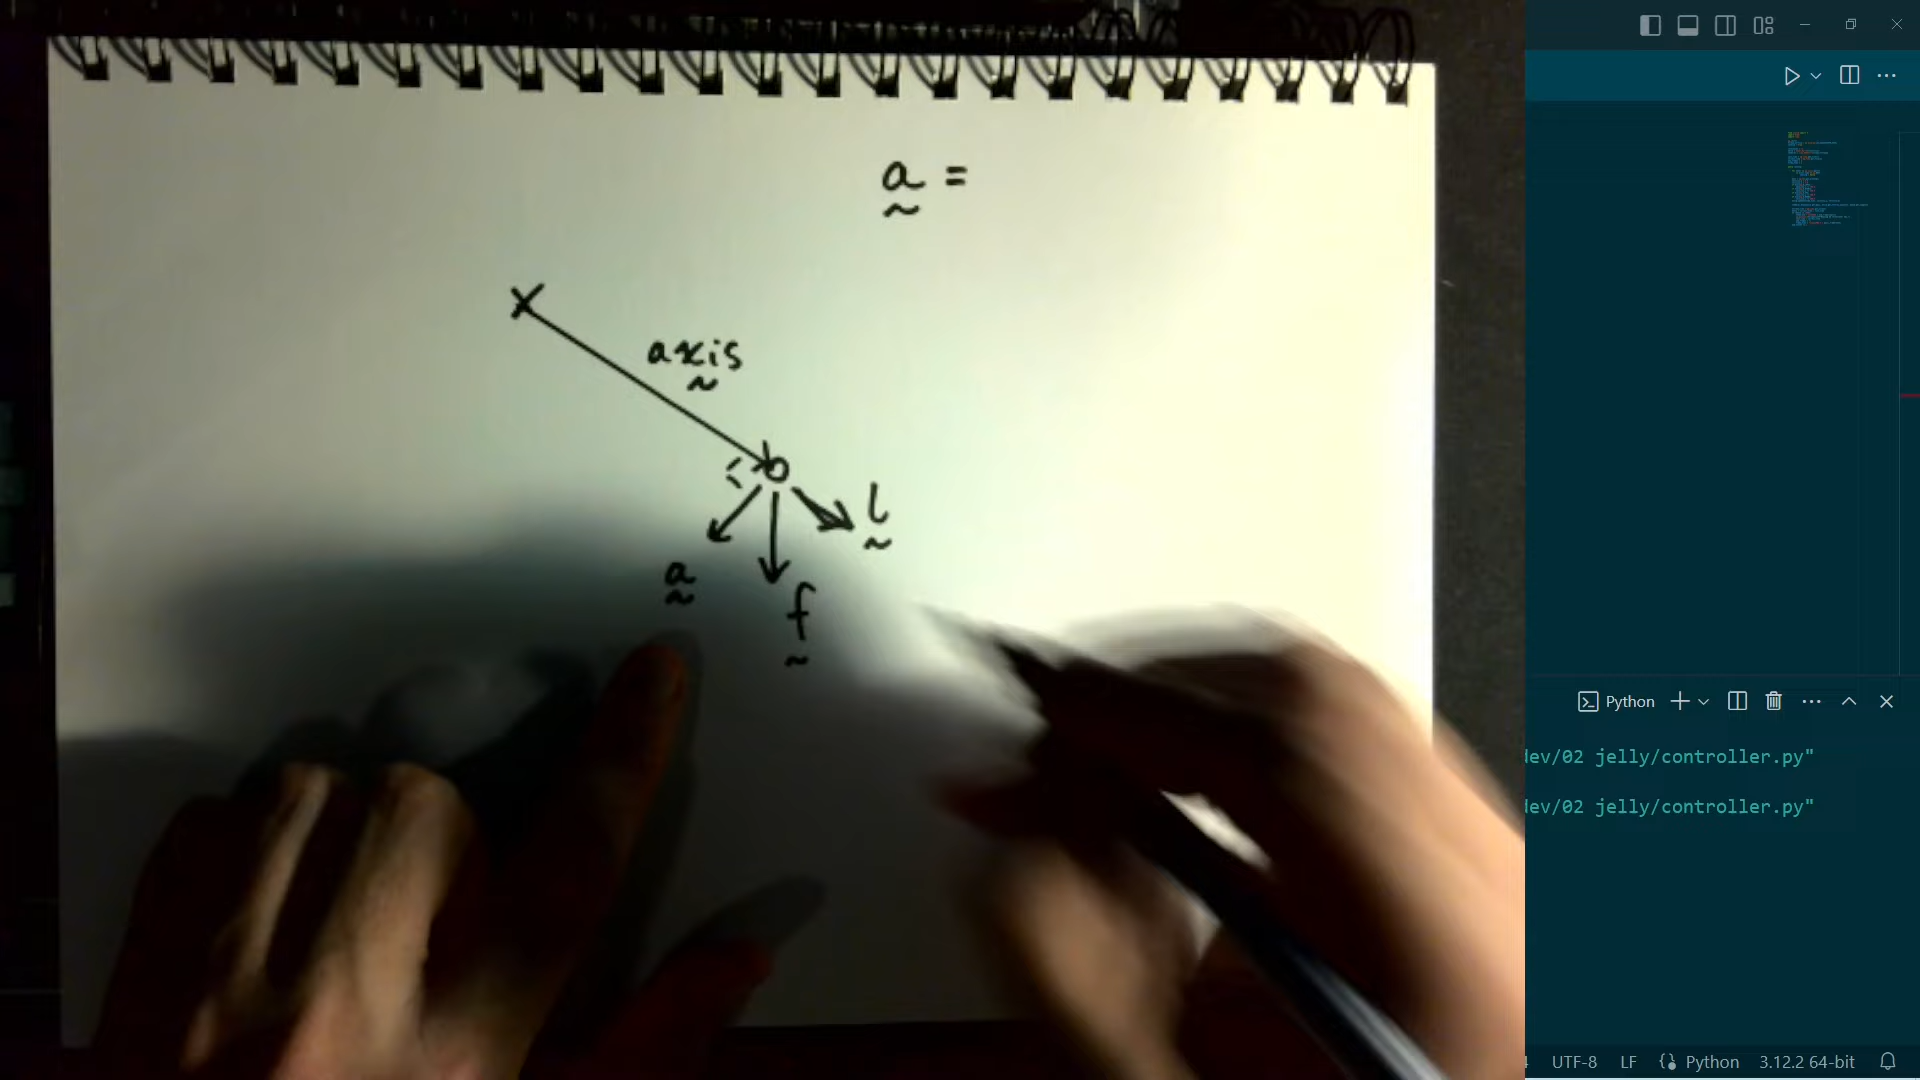 a =
axis
l
a
f
Python
dev/02 jelly/controller.py"
dev/02 jelly/controller.py"
UTF-8 LF Python 3.12.2 64-bit